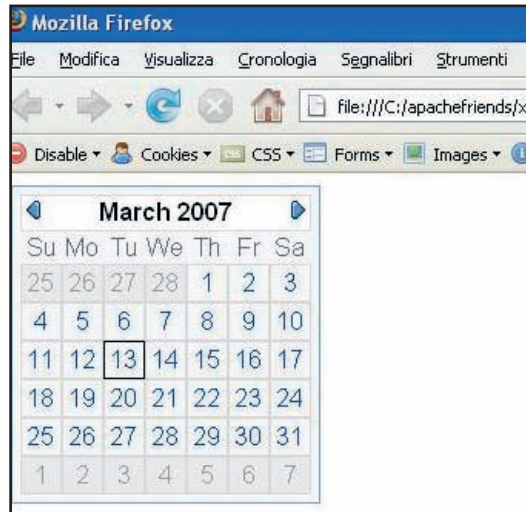 Mozilla Firefox
File Modifica Visualizza Cronologia Segnalibri Strumenti
file:///C:/apachefriends/x
Disable Cookies CSS Forms Images
March 2007
Su Mo Tu We Th Fr Sa
25 26 27 28 1 2 3
4 5 6 7 8 9 10
11 12 13 14 15 16 17
18 19 20 21 22 23 24
25 26 27 28 29 30 31
1 2 3 4 5 6 7